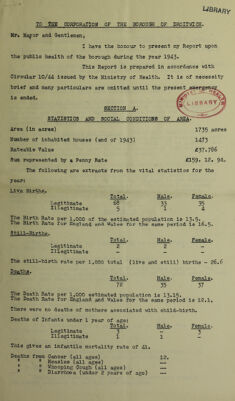 LIBRARY
TO THE CORPORATION OF THE BOROUGH OF DROITWICH.
Mr. Mayor and Gentlemen,
I have the honour to present my Report upon
the public health of the borough during the year 1943.
This Report is prepared in accordance with
Circular 10/44 issued by the Ministry of Health. It is of necessity
brief and many particulars are omitted until the present emergency
is ended.
LIBRARY
SECTION A.
STATISTICS AND SOCIAL CONDITIONS OF AREA.
Area (in acres) 1735 acres
Number of inhabited houses (end of 1943) 1473
Rateable Value £37,786
Sum represented by a Penny Rate £159. 12. 9d.
The following are extracts from the vital statistics for the
year:
Live Births.
Total. Male. Female.
Legitimate 68 33 35
Illegitimate
The Birth Rate per 1,000 of the estimated population is 13.5.
The Birth Rate for England and Wales for the same period is 16.5.
Still-Births.
Total. Male. Female.
Legitimate 2 2 -
Illegitimate - - -
The still-birth rate per 1,000 total (live and still) births - 26.6
Deaths.
Total. Male. Female.
72 35 37
The Death Rate per 1,000 estimated population is 13.15.
The Death Rate for England and Wales for the same period is 12.1.
There were no deaths of mothers associated with child-birth.
Deaths of Infants under 1 year of age:
Total. Male. Female.
Legitimate 3 - 3
Illegitimate 1 1 -
This gives an infantile mortality rate of 41.
Deaths from Cancer (all ages) 12.
" " Measles (all ages) -
" " Whooping Cough (all ages) -
" " Diarrhoea (under 2 years of age) -